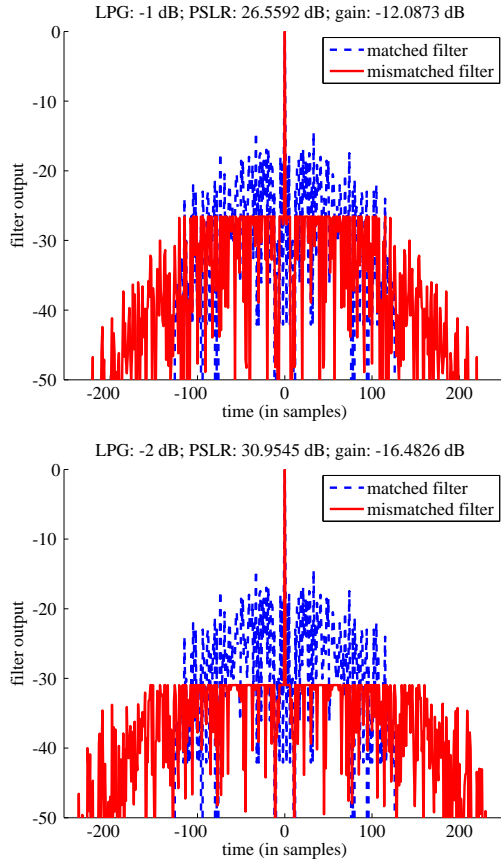 LPG: -1 dB; PSLR: 26.5592 dB; gain: -12.0873 dB
0
matched filter
mismatched filter
-10
-20
filter output
-30
-40
-50
-200
-100
0
100
200
time (in samples)
LPG: -2 dB; PSLR: 30.9545 dB; gain: -16.4826 dB
0
matched filter
mismatched filter
-10
-20
filter output
-30
-40
-50
-200
-100
0
100
200
time (in samples)